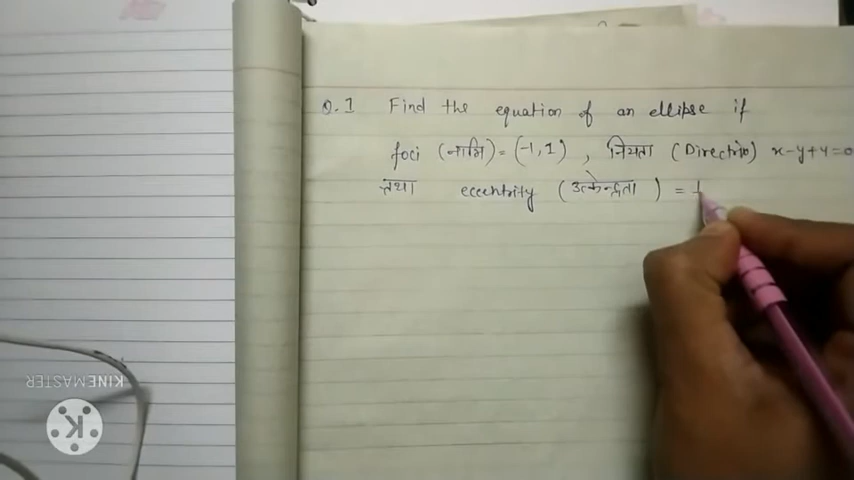 Q.1 Find the equation of an ellipse if
foci (नाभि) = (-1, 1) , नियता (Directrix) x-y+4=0
तथा eccentrity (उत्केन्द्रता) = 1
KINEMASTER